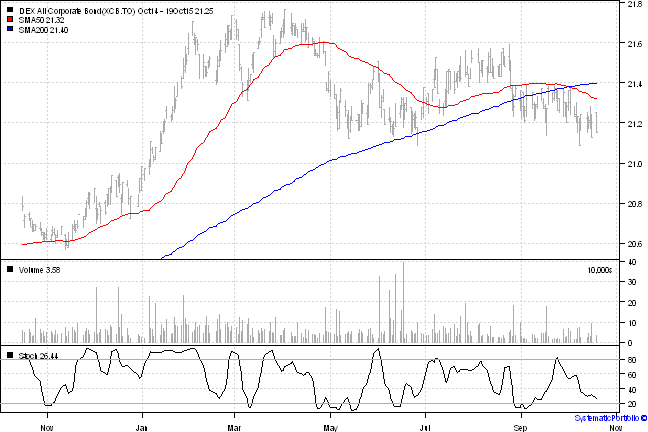 DEX All Corporate Bond(XCB.TO) Oct14 - 19Oct15 21.25
SMA50 21.32
SMA200 21.40
21.8
21.6
21.4
21.2
21.0
20.8
20.6
Volume 3.58
10,000s
40
30
20
10
0
Stoch 26.44
80
60
40
20
Nov
Jan
Mar
May
Jul
Sep
Nov
SystematicPortfolio ©